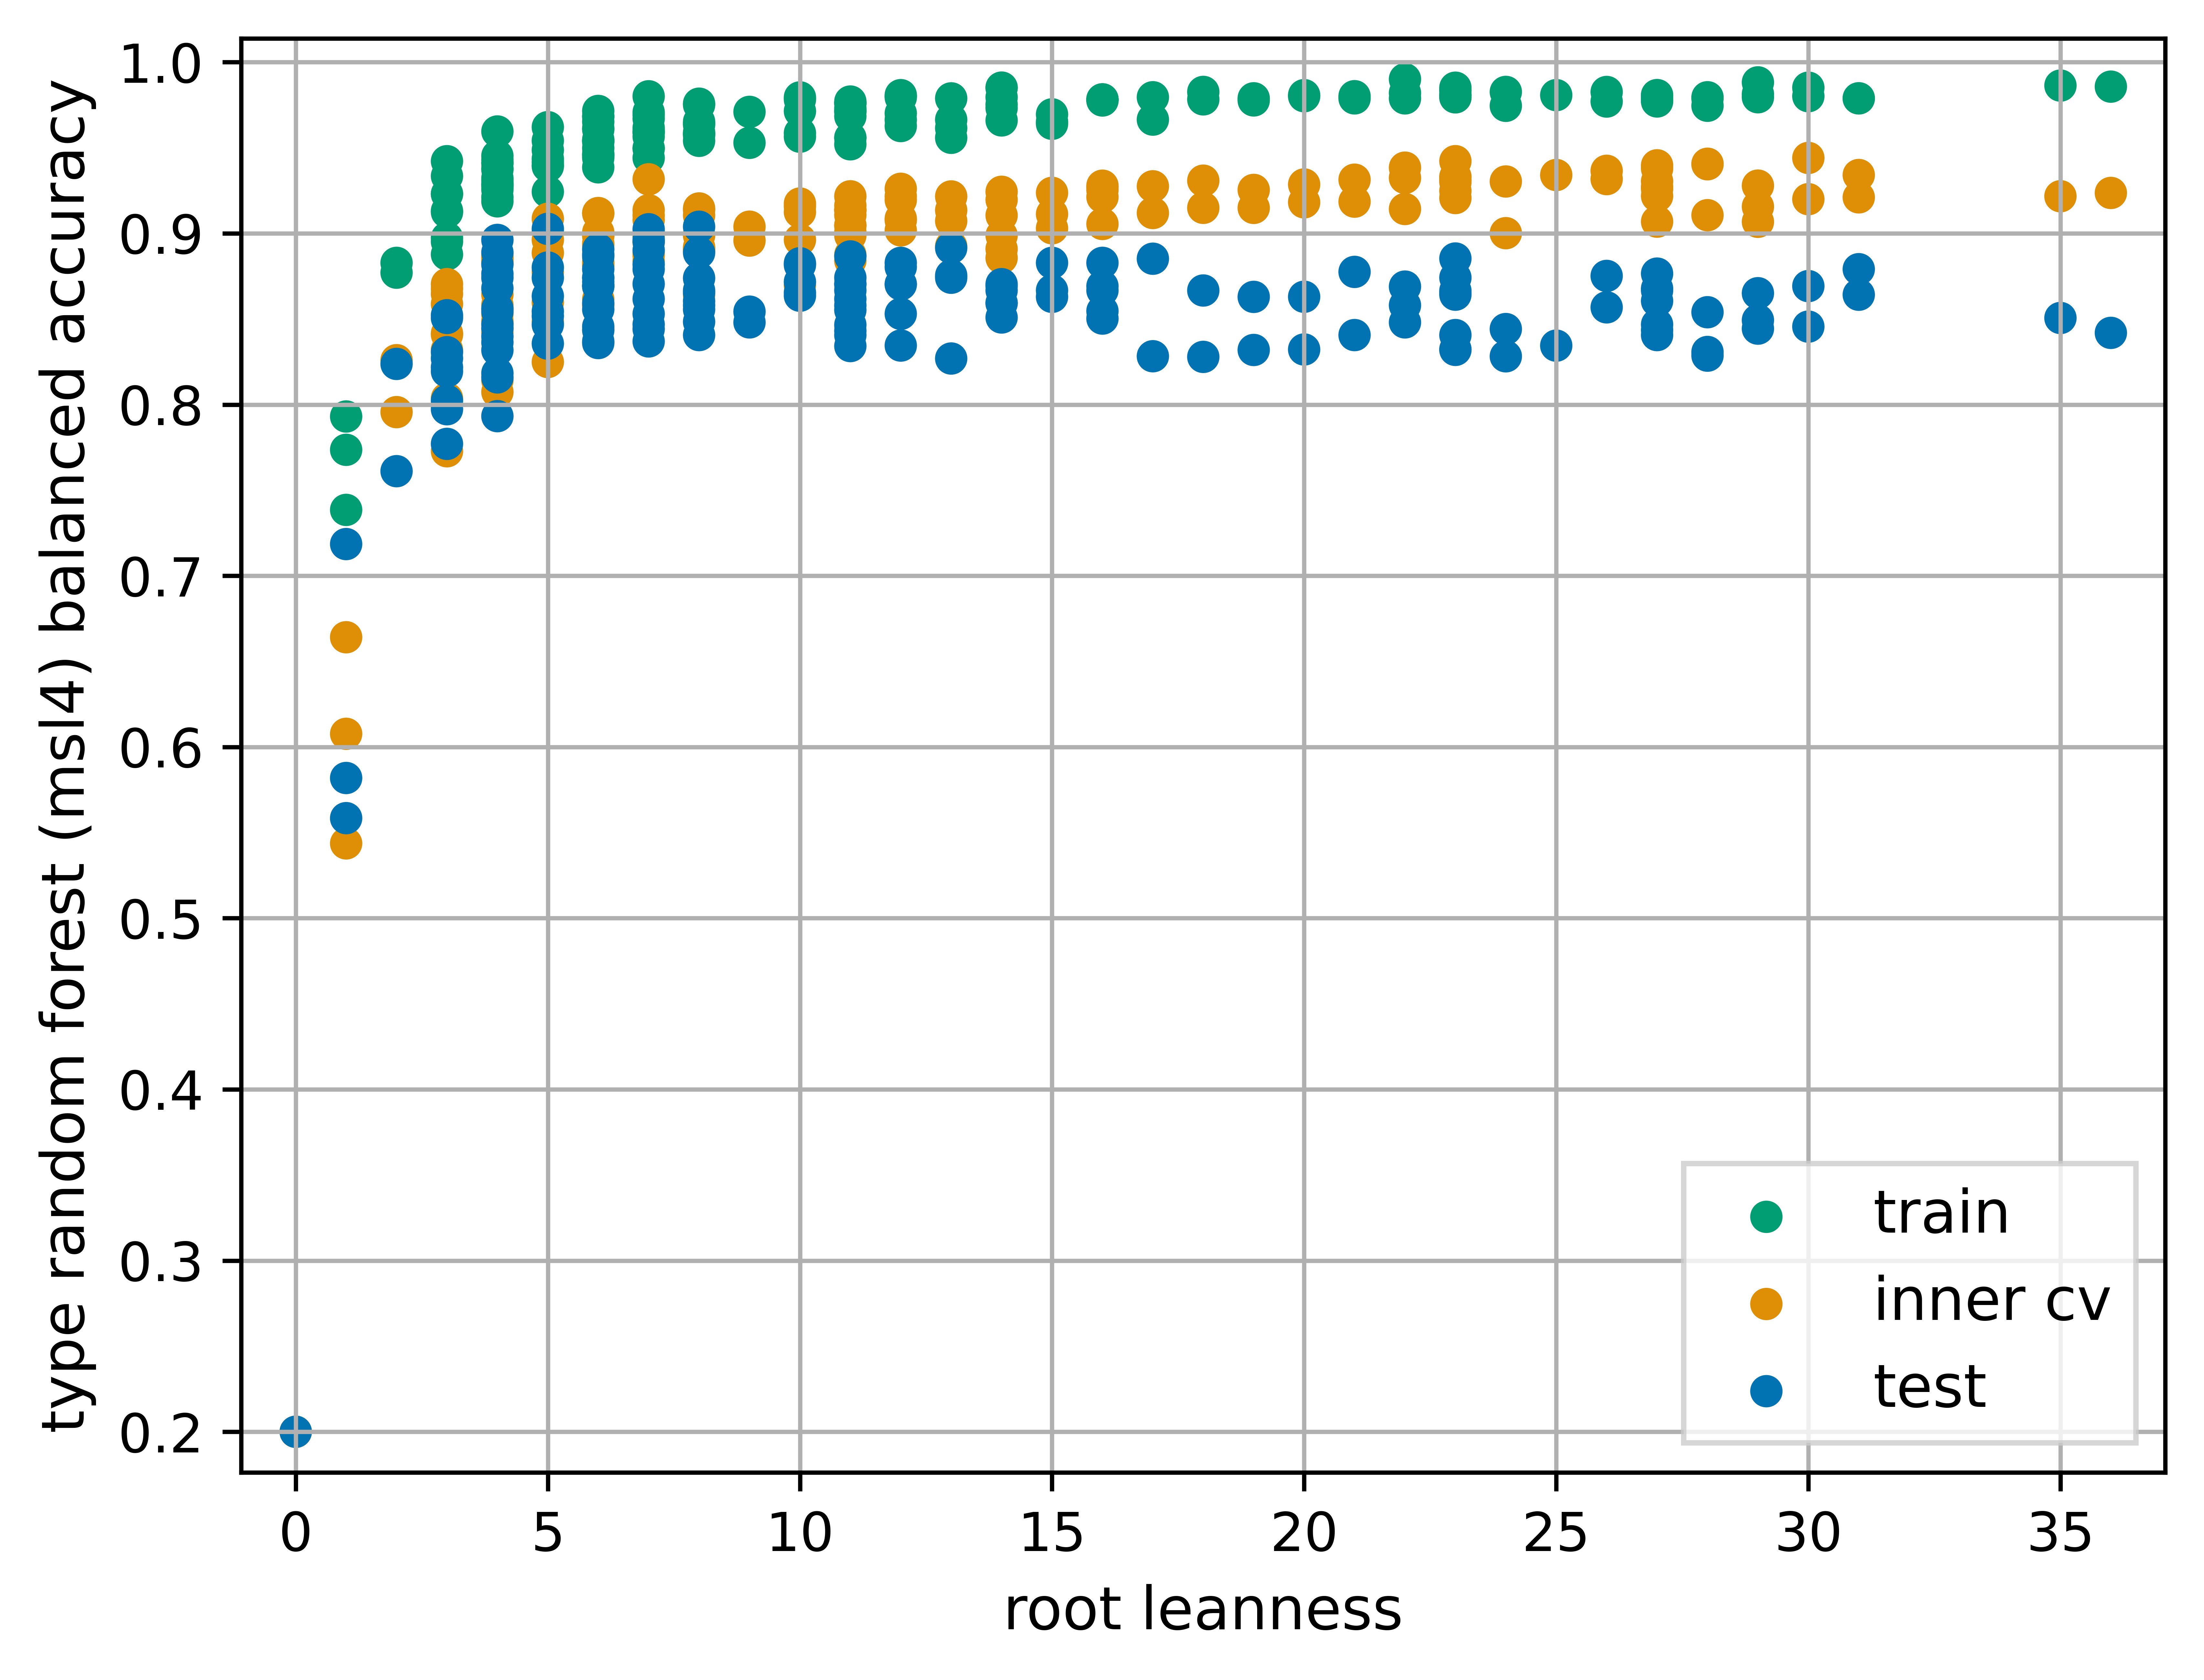 type random forest (msl4) balanced accuracy
1.0
0.9
0.8
0.7
0.6
0.5
0.4
0.3
0.2
train
inner cv
test
0 5 10 15 20 25 30 35
root leanness